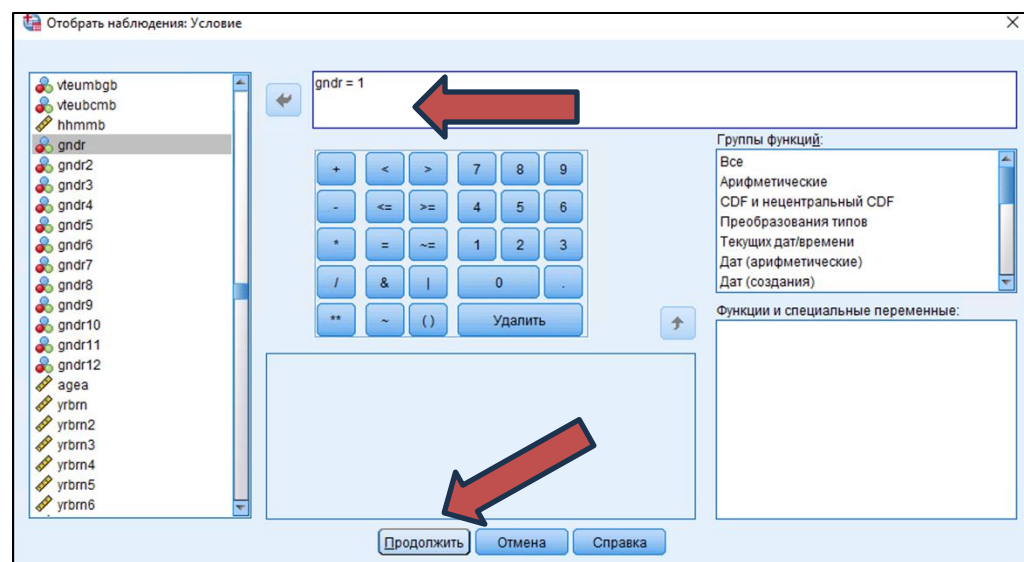 Отобрать наблюдения: Условие
vteumbgb
vteubcmb
hhmmb
gndr
gndr2
gndr3
gndr4
gndr5
gndr6
gndr7
gndr8
gndr9
gndr10
gndr11
gndr12
agea
yrbrn
yrbrn2
yrbrn3
yrbrn4
yrbrn5
yrbrn6
gndr = 1
+ < > 7 8 9
- <= >= 4 5 6
* = ~= 1 2 3
/ & | 0 .
** ~ ( ) Удалить
Группы функций:
Все
Арифметические
CDF и нецентральный CDF
Преобразования типов
Текущих дат/времени
Дат (арифметические)
Дат (создания)
Функции и специальные переменные:
Продолжить Отмена Справка